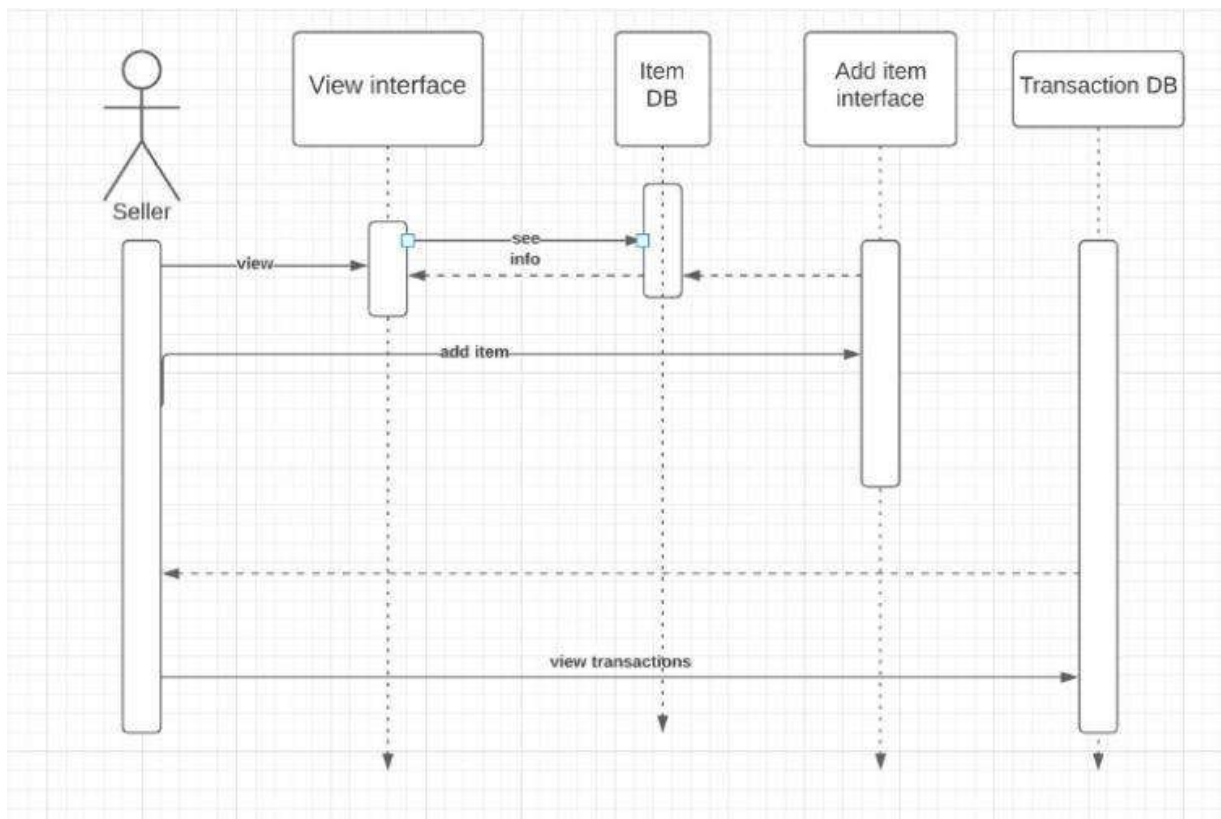 View interface
Item
DB
Add item
interface
Transaction DB
Seller
see
info
view
add item
view transactions